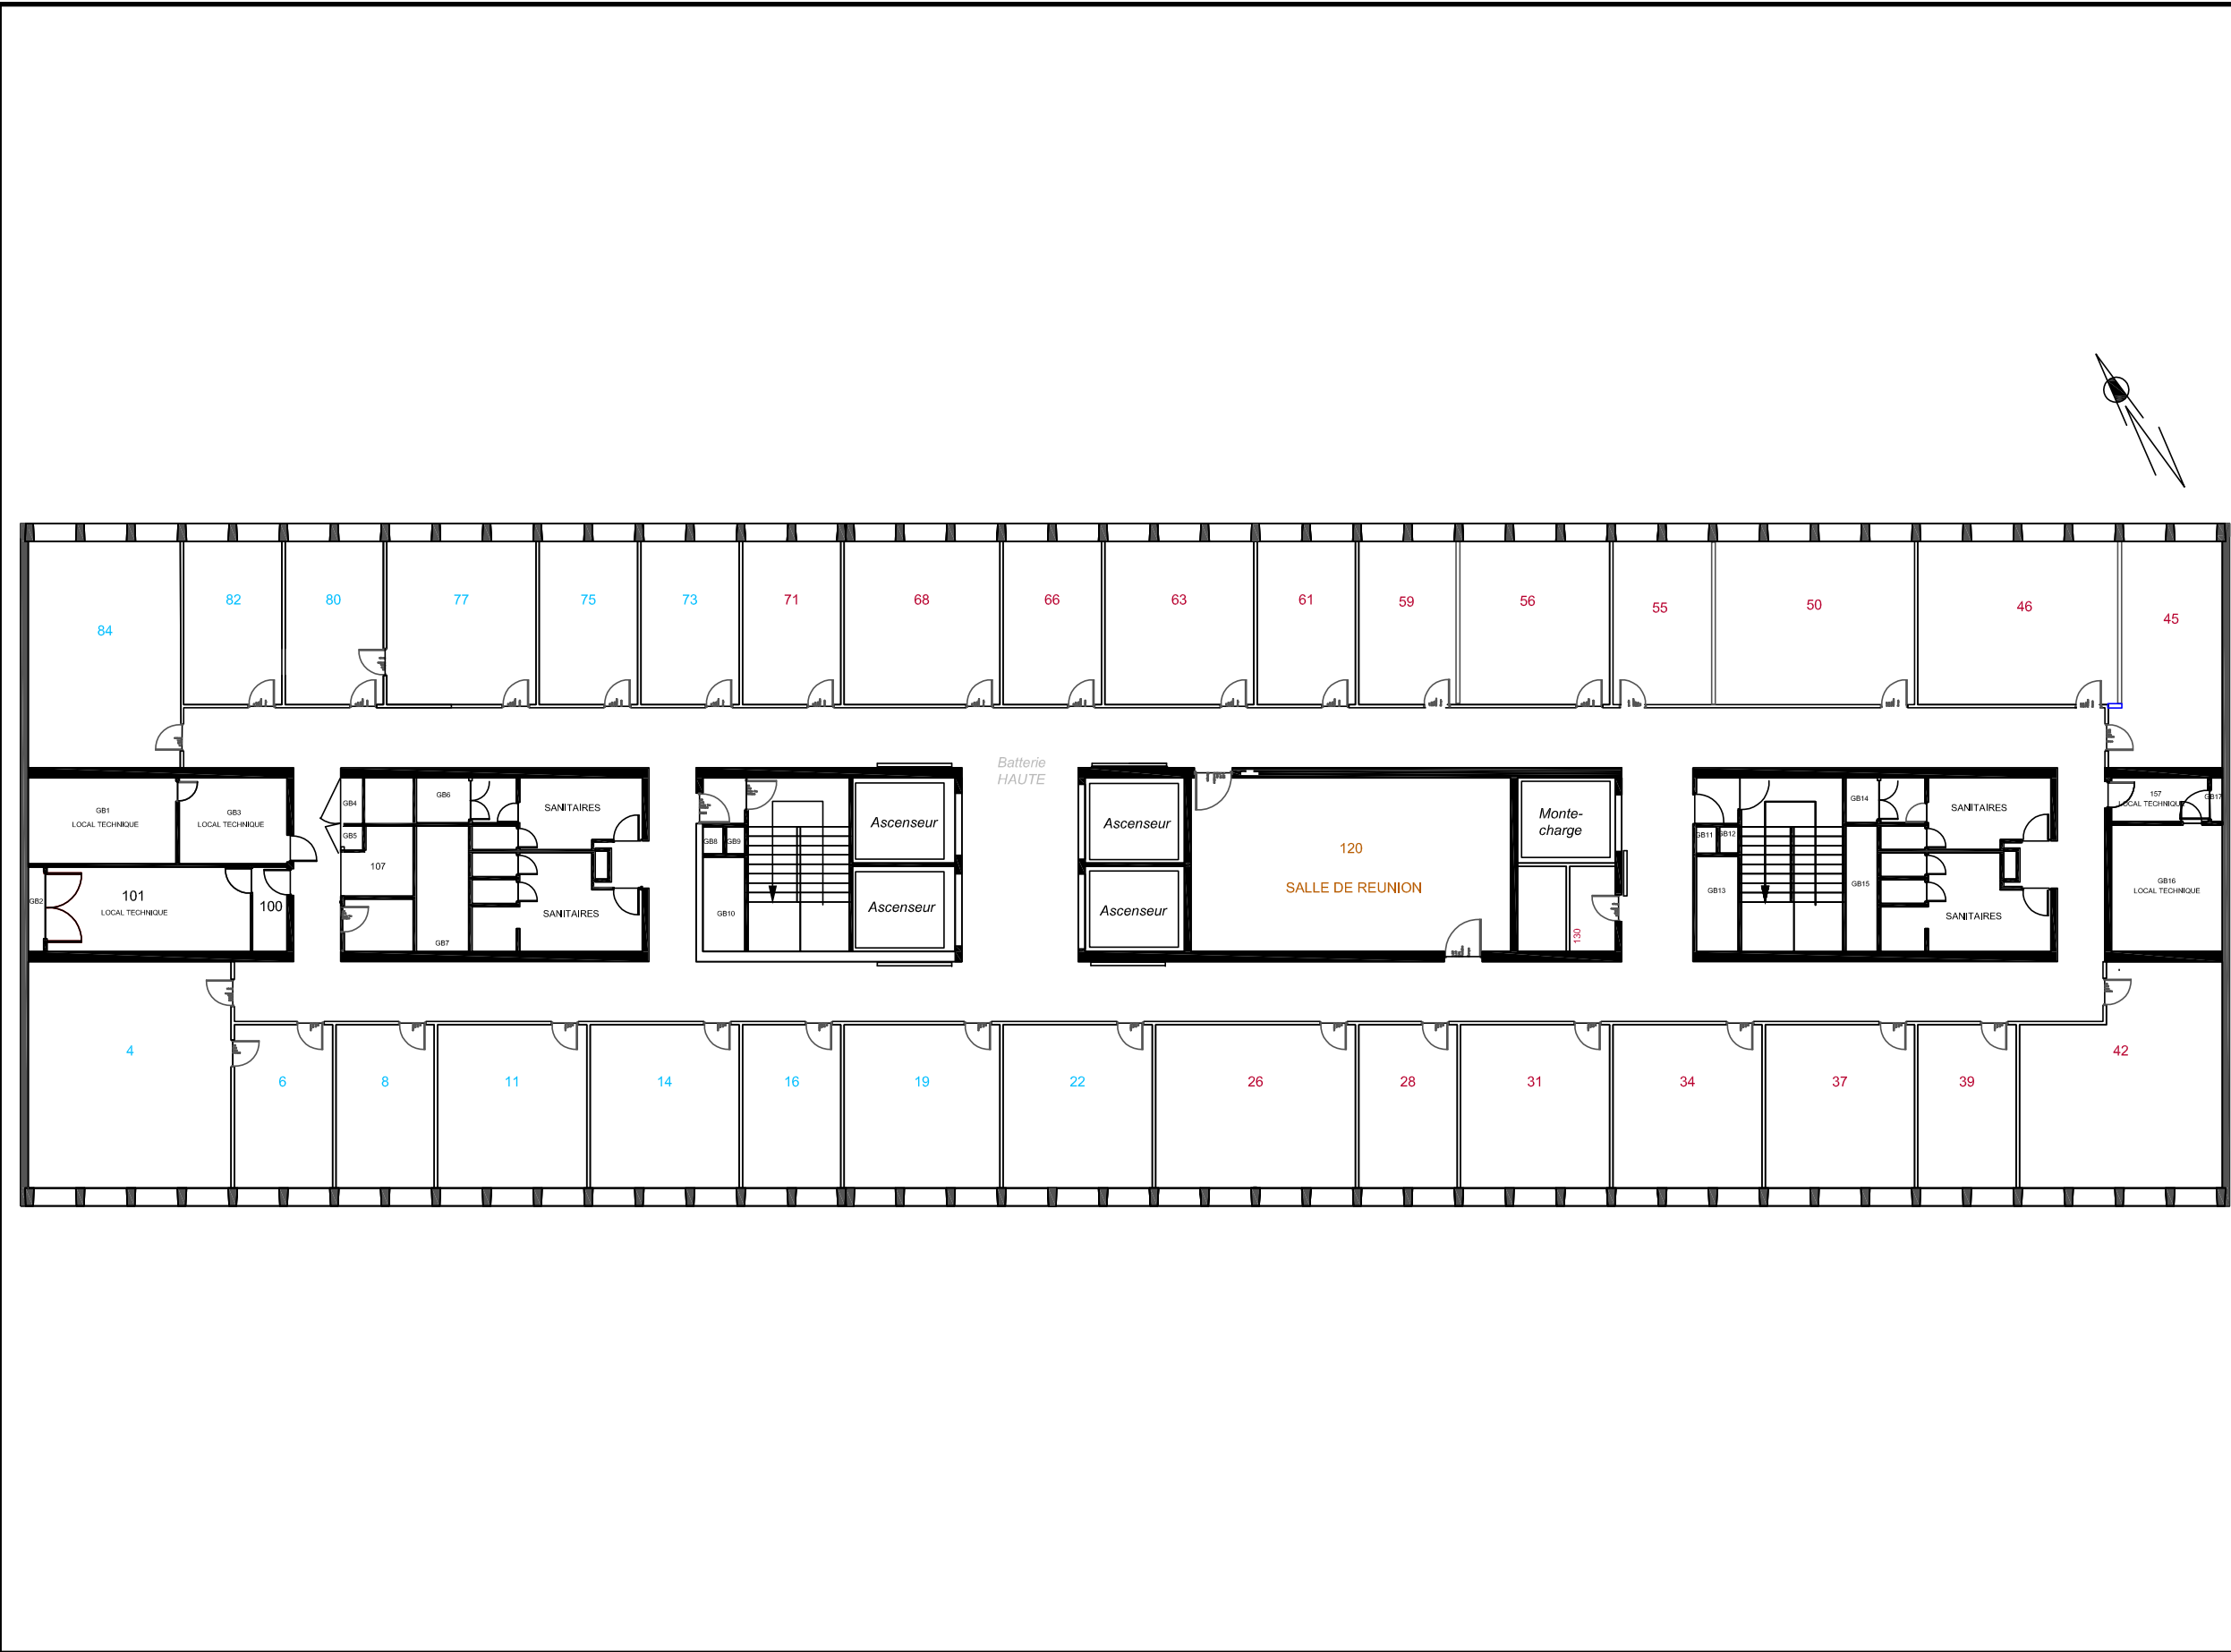 82 80 77 75 73 71 68 66 63 61 59 56 55 50 46 45
84
Batterie
HAUTE
GB1
LOCAL TECHNIQUE
GB3
LOCAL TECHNIQUE
GB4
GB5
GB6
SANITAIRES
107
GB2
101
LOCAL TECHNIQUE
100
GB7
SANITAIRES
GB8
GB9
GB10
Ascenseur
Ascenseur
Ascenseur
Ascenseur
120
SALLE DE REUNION
Monte-
charge
130
GB11
GB12
GB13
GB14
GB15
SANITAIRES
SANITAIRES
157
LOCAL TECHNIQUE
GB17
GB16
LOCAL TECHNIQUE
4
42
6 8 11 14 16 19 22 26 28 31 34 37 39